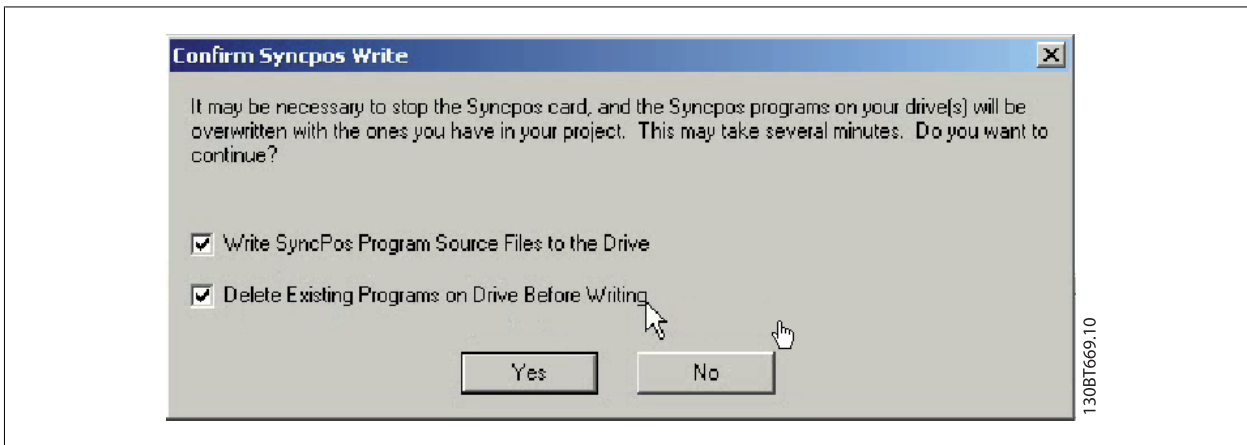 Confirm Syncpos Write
It may be necessary to stop the Syncpos card, and the Syncpos programs on your drive(s) will be
overwritten with the ones you have in your project. This may take several minutes. Do you want to
continue?
Write SyncPos Program Source Files to the Drive
Delete Existing Programs on Drive Before Writing
Yes
No
130BT669.10